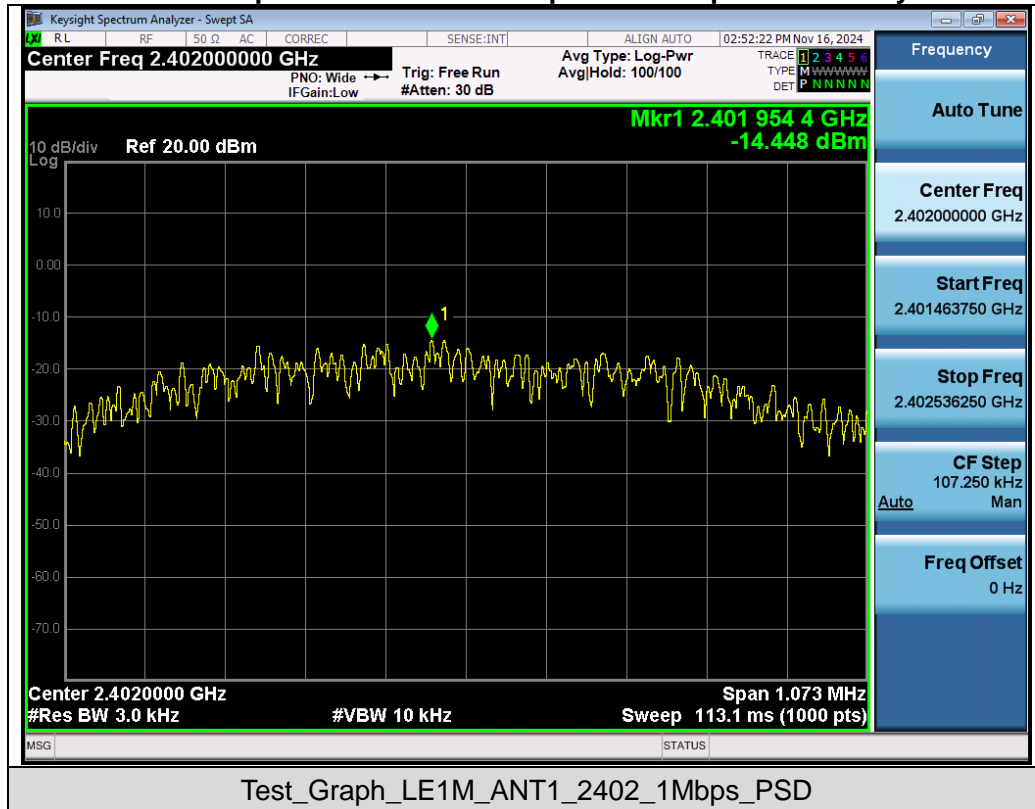 Keysight Spectrum Analyzer - Swept SA
LXI RL RF 50 Ω AC CORREC SENSE:INT ALIGN AUTO 02:52:22 PM Nov 16, 2024
Center Freq 2.402000000 GHz
PNO: Wide
IFGain:Low
Trig: Free Run
#Atten: 30 dB
Avg Type: Log-Pwr
Avg|Hold: 100/100
TRACE 1 2 3 4 5 6
TYPE M WWWWW
DET P N N N N N
Frequency
Mkr1 2.401 954 4 GHz
-14.448 dBm
10 dB/div Ref 20.00 dBm
Log
10.0
0.00
-10.0
-20.0
-30.0
-40.0
-50.0
-60.0
-70.0
1
Center 2.4020000 GHz Span 1.073 MHz
#Res BW 3.0 kHz #VBW 10 kHz Sweep 113.1 ms (1000 pts)
MSG STATUS
Auto Tune
Center Freq
2.402000000 GHz
Start Freq
2.401463750 GHz
Stop Freq
2.402536250 GHz
CF Step
107.250 kHz
Auto Man
Freq Offset
0 Hz
Test_Graph_LE1M_ANT1_2402_1Mbps_PSD